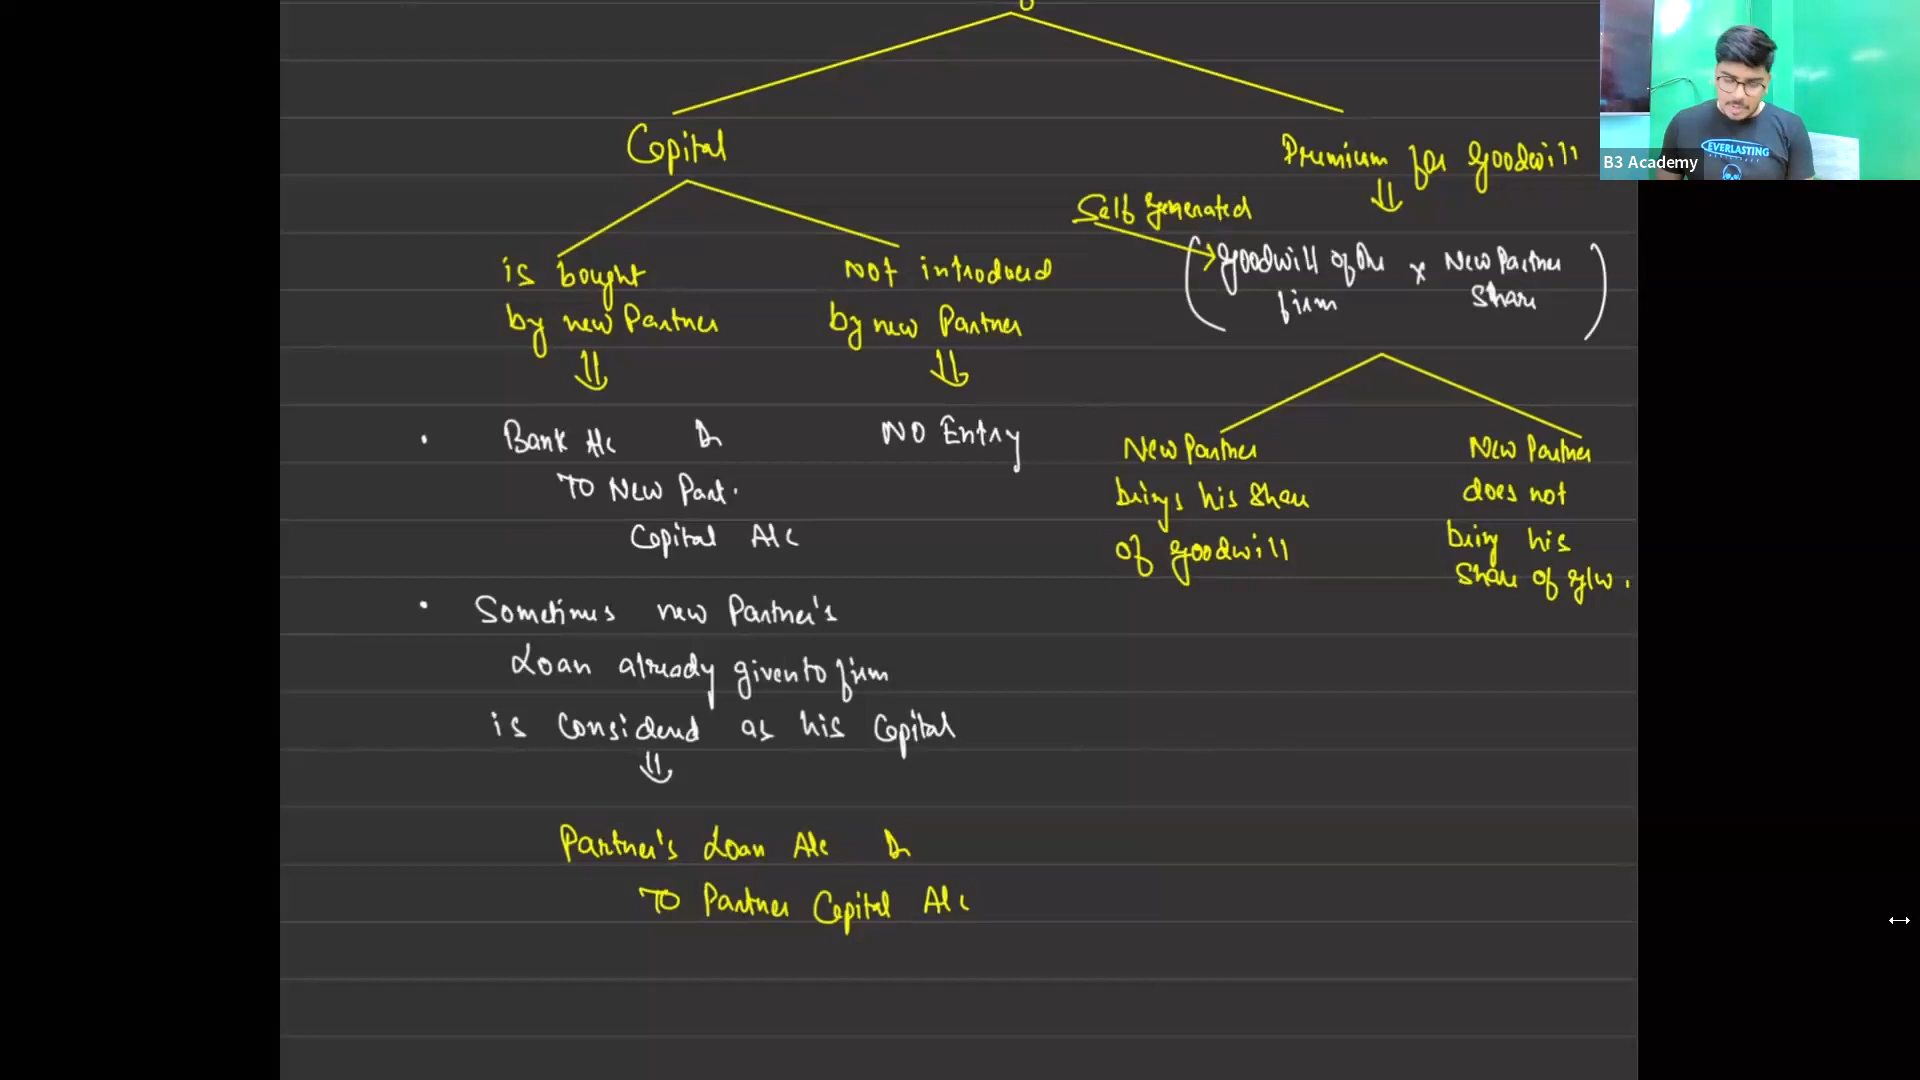 Capital
Premium for Goodwill
Self generated
(Goodwill of the firm × New Partner Share)
is bought
by new Partner
Not introduced
by new Partner
Bank A/c Dr
To New Part.
Capital A/c
No Entry
New Partner
brings his Share
of Goodwill
New Partner
does not
bring his
Share of g/w.
Sometimes new Partner's
Loan already given to firm
is Considered as his Capital
Partner's Loan A/c Dr
To Partner Capital A/c
B3 Academy
EVERLASTING